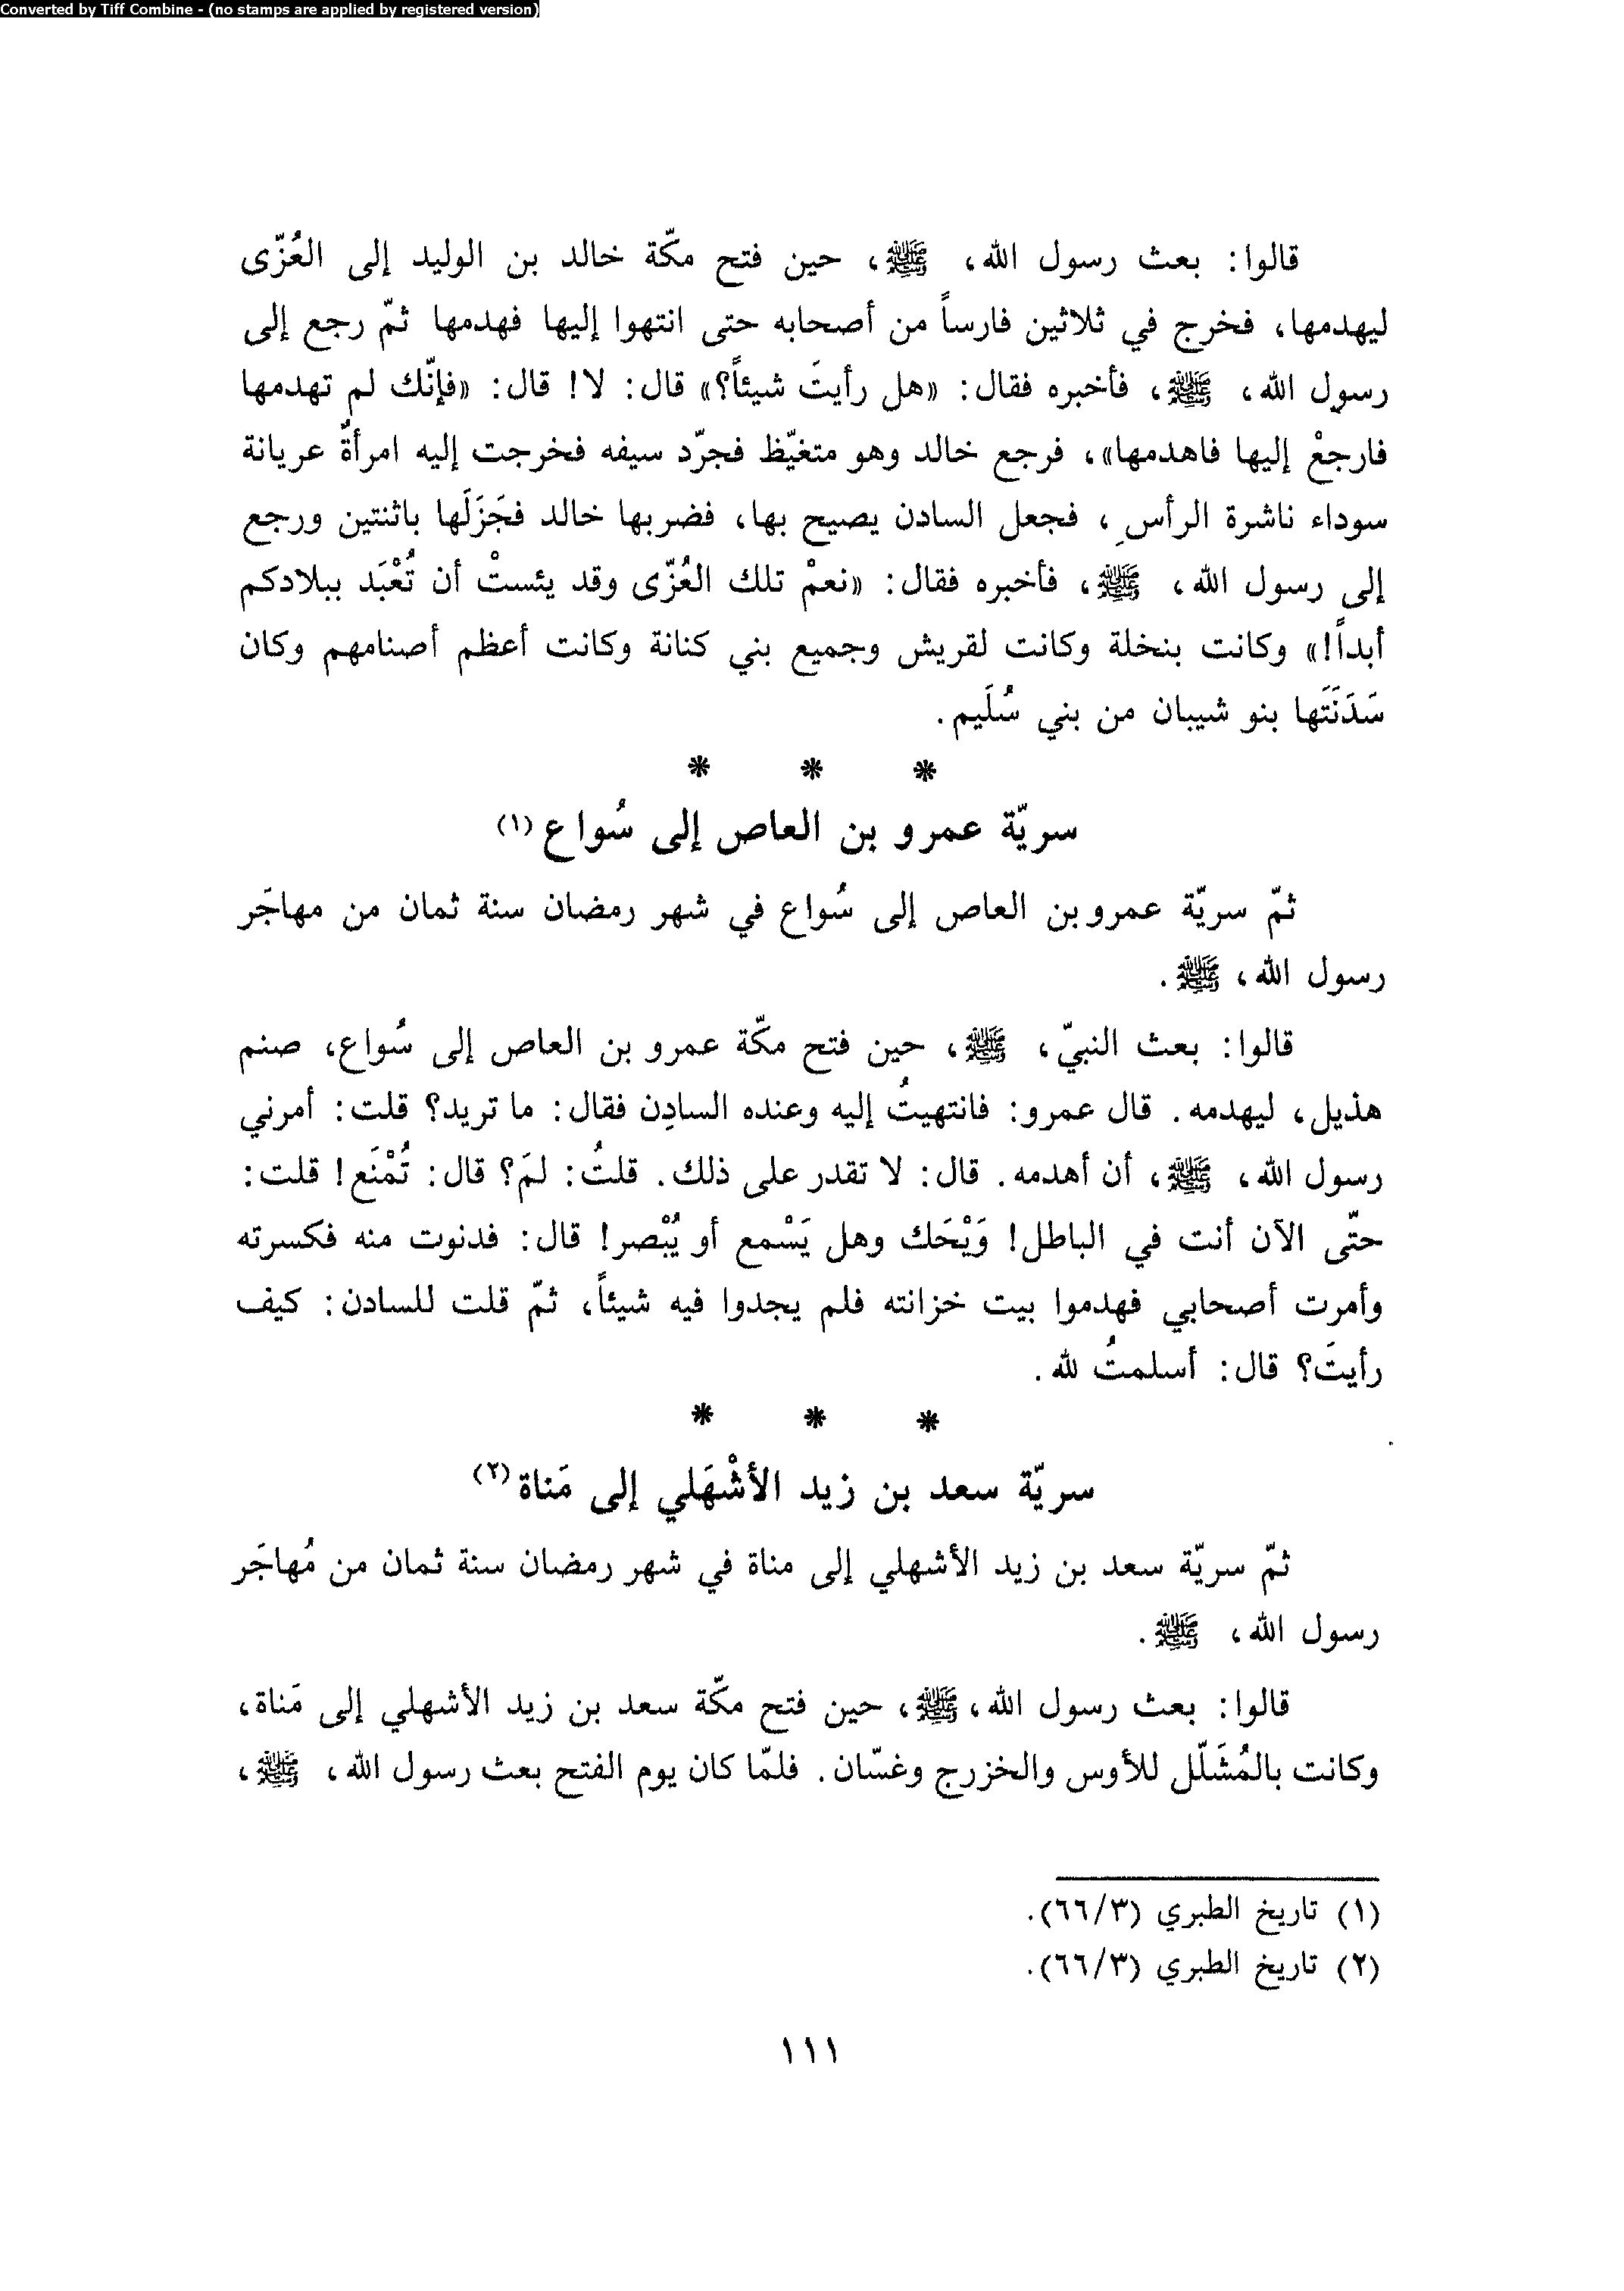 Converted by Tiff Combine - (no stamps are applied by registered version)
قالوا: بعث رسول الله، ﷺ، حين فتح مكّة خالد بن الوليد إلى العُزّى
ليهدمها، فخرج في ثلاثين فارساً من أصحابه حتى انتهوا إليها فهدمها ثمّ رجع إلى
رسول الله، ﷺ، فأخبره فقال: «هل رأيتَ شيئاً؟» قال: لا! قال: «فإنّك لم تهدمها
فارجعْ إليها فاهدمها»، فرجع خالد وهو متغيّظ فجرّد سيفه فخرجت إليه امرأةٌ عريانة
سوداء ناشرة الرأسِ، فجعل السادن يصيح بها، فضربها خالد فجَزَلَها باثنتين ورجع
إلى رسول الله، ﷺ، فأخبره فقال: «نعمْ تلك العُزّى وقد يئستْ أن تُعْبَد ببلادكم
أبداً!» وكانت بنخلة وكانت لقريش وجميع بني كنانة وكانت أعظم أصنامهم وكان
سَدَنَتَها بنو شيبان من بني سُلَيم.
* * *
سريّة عمرو بن العاص إلى سُواع (١)
ثمّ سريّة عمرو بن العاص إلى سُواع في شهر رمضان سنة ثمان من مهاجَر
رسول الله، ﷺ.
قالوا: بعث النبيّ، ﷺ، حين فتح مكّة عمرو بن العاص إلى سُواع، صنم
هذيل، ليهدمه. قال عمرو: فانتهيتُ إليه وعنده السادِن فقال: ما تريد؟ قلت: أمرني
رسول الله، ﷺ، أن أهدمه. قال: لا تقدر على ذلك. قلتُ: لمَ؟ قال: تُمْنَع! قلت:
حتّى الآن أنت في الباطل! وَيْحَك وهل يَسْمع أو يُبْصر! قال: فدنوت منه فكسرته
وأمرت أصحابي فهدموا بيت خزانته فلم يجدوا فيه شيئاً، ثمّ قلت للسادن: كيف
رأيتَ؟ قال: أسلمتُ لله.
* * *
سريّة سعد بن زيد الأشْهَلي إلى مَناة (٢)
ثمّ سريّة سعد بن زيد الأشهلي إلى مناة في شهر رمضان سنة ثمان من مُهاجَر
رسول الله، ﷺ.
قالوا: بعث رسول الله، ﷺ، حين فتح مكّة سعد بن زيد الأشهلي إلى مَناة،
وكانت بالمُشَلّل للأوس والخزرج وغسّان. فلمّا كان يوم الفتح بعث رسول الله، ﷺ،
(١) تاريخ الطبري (٣/٦٦).
(٢) تاريخ الطبري (٣/٦٦).
١١١